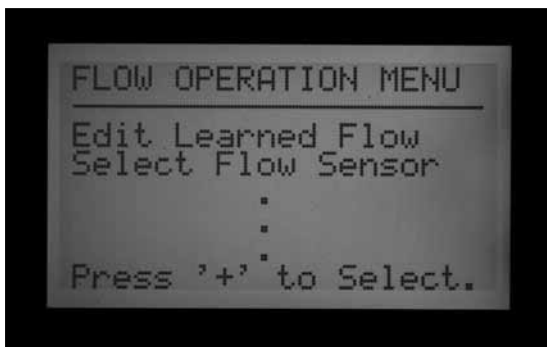 FLOW OPERATION MENU
Edit Learned Flow
Select Flow Sensor
.
.
.
Press '+' to Select.